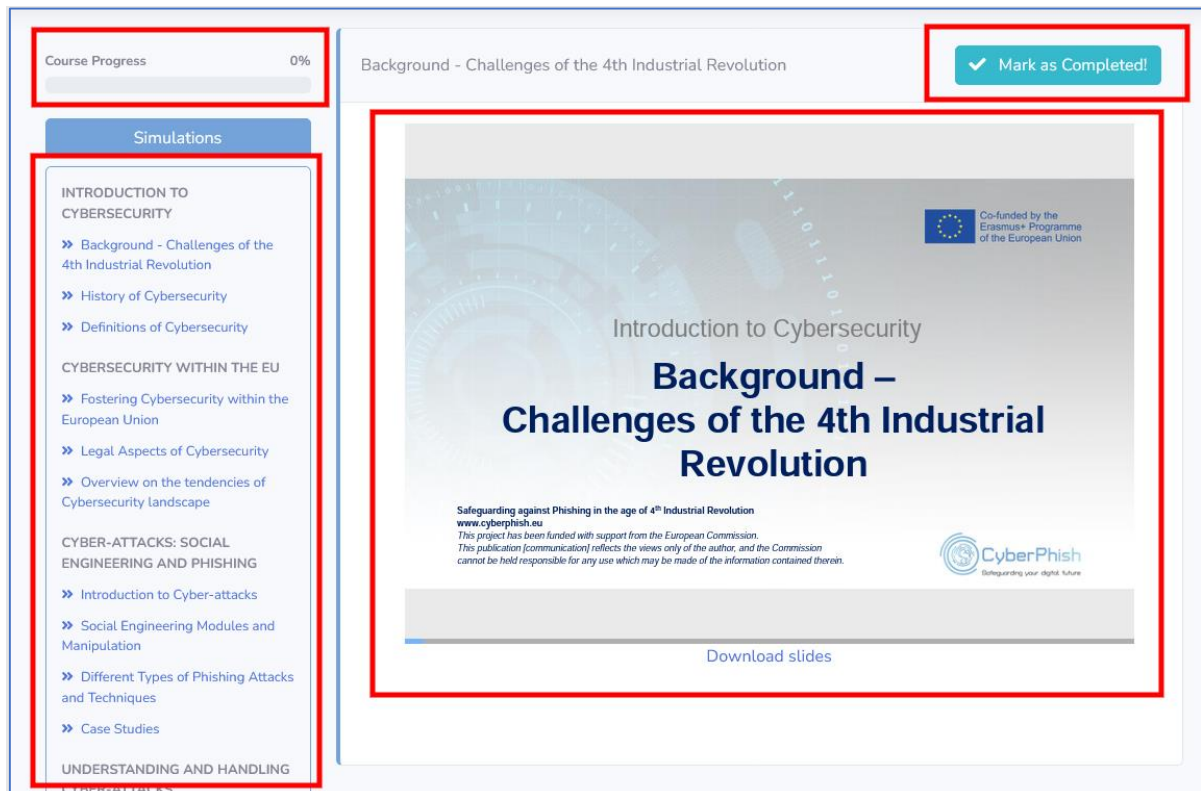 Course Progress 0%
Simulations
INTRODUCTION TO
CYBERSECURITY
» Background - Challenges of the
4th Industrial Revolution
» History of Cybersecurity
» Definitions of Cybersecurity
CYBERSECURITY WITHIN THE EU
» Fostering Cybersecurity within the
European Union
» Legal Aspects of Cybersecurity
» Overview on the tendencies of
Cybersecurity landscape
CYBER-ATTACKS: SOCIAL
ENGINEERING AND PHISHING
» Introduction to Cyber-attacks
» Social Engineering Modules and
Manipulation
» Different Types of Phishing Attacks
and Techniques
» Case Studies
UNDERSTANDING AND HANDLING
CYBER-ATTACKS
Background - Challenges of the 4th Industrial Revolution
Mark as Completed!
Co-funded by the
Erasmus+ Programme
of the European Union
Introduction to Cybersecurity
Background –
Challenges of the 4th Industrial
Revolution
Safeguarding against Phishing in the age of 4th Industrial Revolution
www.cyberphish.eu
This project has been funded with support from the European Commission.
This publication [communication] reflects the views only of the author, and the Commission
cannot be held responsible for any use which may be made of the information contained therein.
CyberPhish
Safeguarding your digital future
Download slides